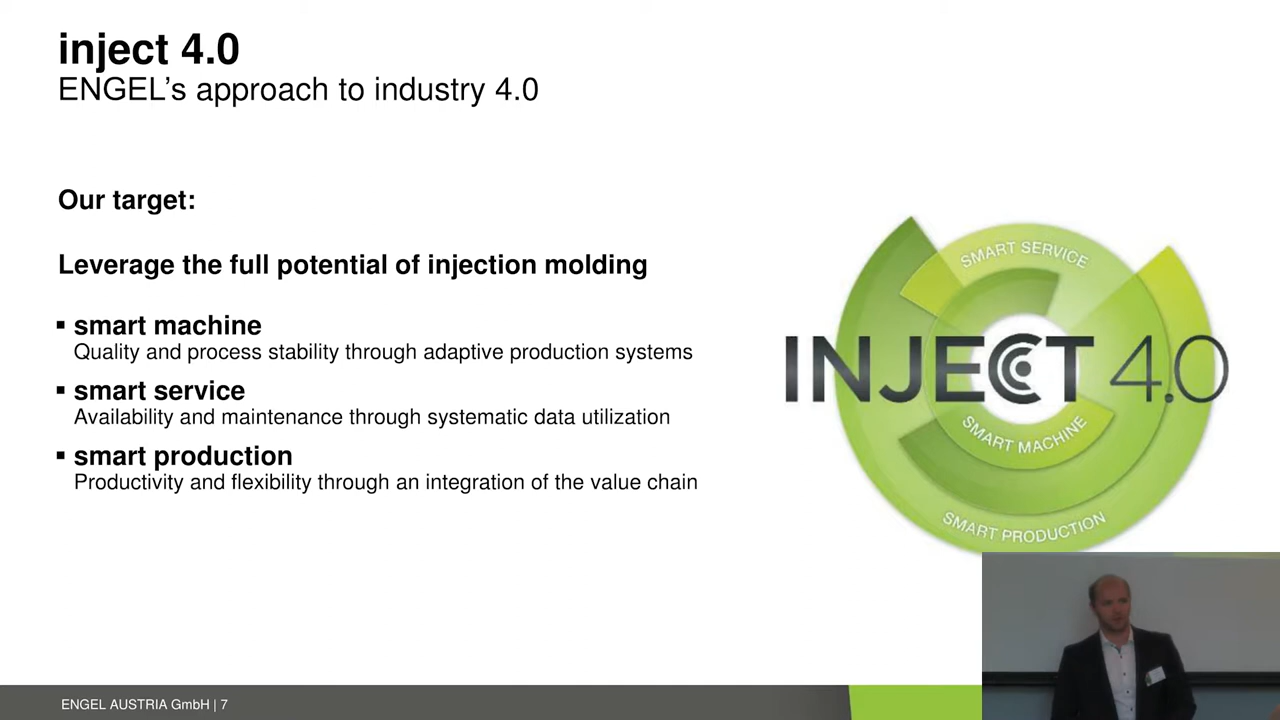 inject 4.0
ENGEL’s approach to industry 4.0
Our target:
Leverage the full potential of injection molding
▪ smart machine
Quality and process stability through adaptive production systems
▪ smart service
Availability and maintenance through systematic data utilization
▪ smart production
Productivity and flexibility through an integration of the value chain
SMART SERVICE
INJECT 4.0
SMART MACHINE
SMART PRODUCTION
ENGEL AUSTRIA GmbH | 7